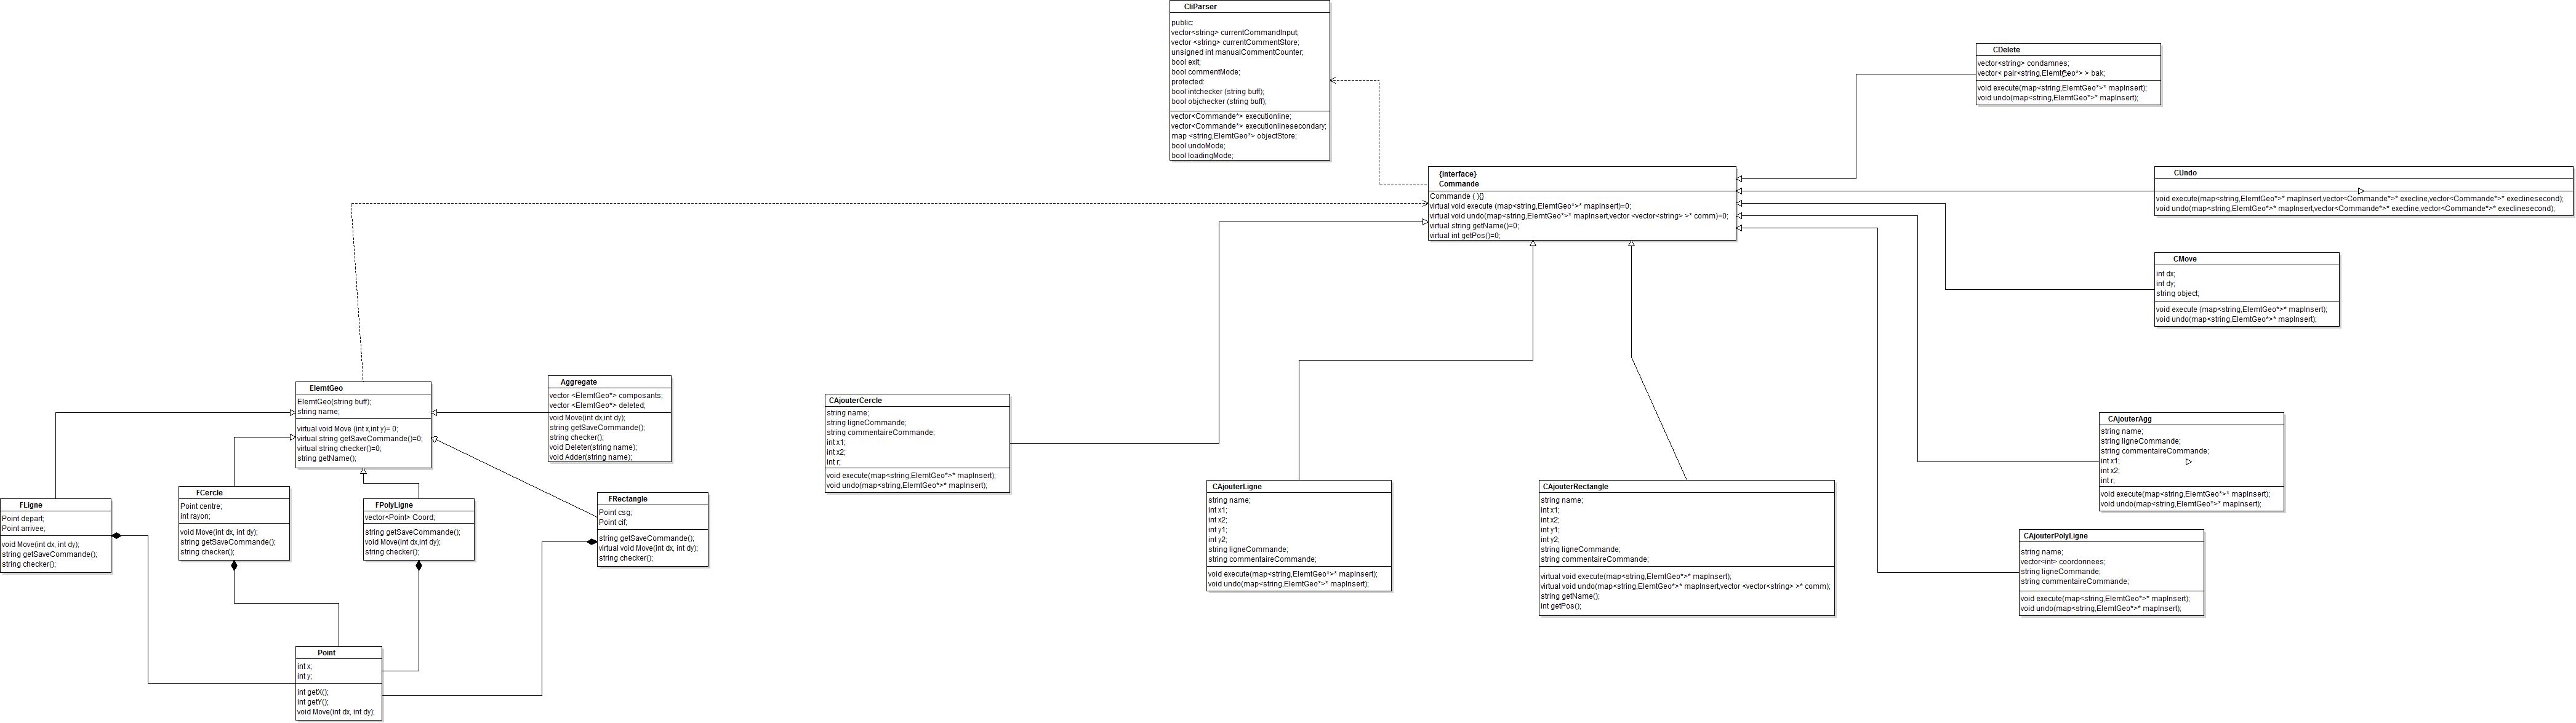 CliParser
public:
vector<string> currentCommandInput;
vector <string> currentCommentStore;
unsigned int manualCommentCounter;
bool exit;
bool commentMode;
protected:
bool intchecker (string buff);
bool objchecker (string buff);
vector<Commande*> executionline;
vector<Commande*> executionlinesecondary;
map <string,ElemtGeo*> objectStore;
bool undoMode;
bool loadingMode;
CDelete
vector<string> condamnes;
vector< pair<string,ElemtGeo*> > bak;
void execute(map<string,ElemtGeo*>* mapInsert);
void undo(map<string,ElemtGeo*>* mapInsert);
{interface}
Commande
Commande ( ){}
virtual void execute (map<string,ElemtGeo*>* mapInsert)=0;
virtual void undo(map<string,ElemtGeo*>* mapInsert,vector <vector<string> >* comm)=0;
virtual string getName()=0;
virtual int getPos()=0;
CUndo
void execute(map<string,ElemtGeo*>* mapInsert,vector<Commande*>* execline,vector<Commande*>* execlinesecond);
void undo(map<string,ElemtGeo*>* mapInsert,vector<Commande*>* execline,vector<Commande*>* execlinesecond);
CMove
int dx;
int dy;
string object;
void execute (map<string,ElemtGeo*>* mapInsert);
void undo(map<string,ElemtGeo*>* mapInsert);
ElemtGeo
ElemtGeo(string buff);
string name;
virtual void Move (int x,int y)= 0;
virtual string getSaveCommande()=0;
virtual string checker()=0;
string getName();
Aggregate
vector <ElemtGeo*> composants;
vector <ElemtGeo*> deleted;
void Move(int dx,int dy);
string getSaveCommande();
string checker();
void Deleter(string name);
void Adder(string name);
CAjouterCercle
string name;
string ligneCommande;
string commentaireCommande;
int x1;
int x2;
int r;
void execute(map<string,ElemtGeo*>* mapInsert);
void undo(map<string,ElemtGeo*>* mapInsert);
CAjouterAgg
string name;
string ligneCommande;
string commentaireCommande;
int x1;
int x2;
int r;
void execute(map<string,ElemtGeo*>* mapInsert);
void undo(map<string,ElemtGeo*>* mapInsert);
FLigne
Point depart;
Point arrivee;
void Move(int dx, int dy);
string getSaveCommande();
string checker();
FCercle
Point centre;
int rayon;
void Move(int dx, int dy);
string getSaveCommande();
string checker();
FPolyLigne
vector<Point> Coord;
string getSaveCommande();
void Move(int dx,int dy);
string checker();
FRectangle
Point csg;
Point cif;
string getSaveCommande();
virtual void Move(int dx, int dy);
string checker();
CAjouterLigne
string name;
int x1;
int x2;
int y1;
int y2;
string ligneCommande;
string commentaireCommande;
void execute(map<string,ElemtGeo*>* mapInsert);
void undo(map<string,ElemtGeo*>* mapInsert);
CAjouterRectangle
string name;
int x1;
int x2;
int y1;
int y2;
string ligneCommande;
string commentaireCommande;
virtual void execute(map<string,ElemtGeo*>* mapInsert);
virtual void undo(map<string,ElemtGeo*>* mapInsert,vector <vector<string> >* comm);
string getName();
int getPos();
CAjouterPolyLigne
string name;
vector<int> coordonnees;
string ligneCommande;
string commentaireCommande;
void execute(map<string,ElemtGeo*>* mapInsert);
void undo(map<string,ElemtGeo*>* mapInsert);
Point
int x;
int y;
int getX();
int getY();
void Move(int dx, int dy);